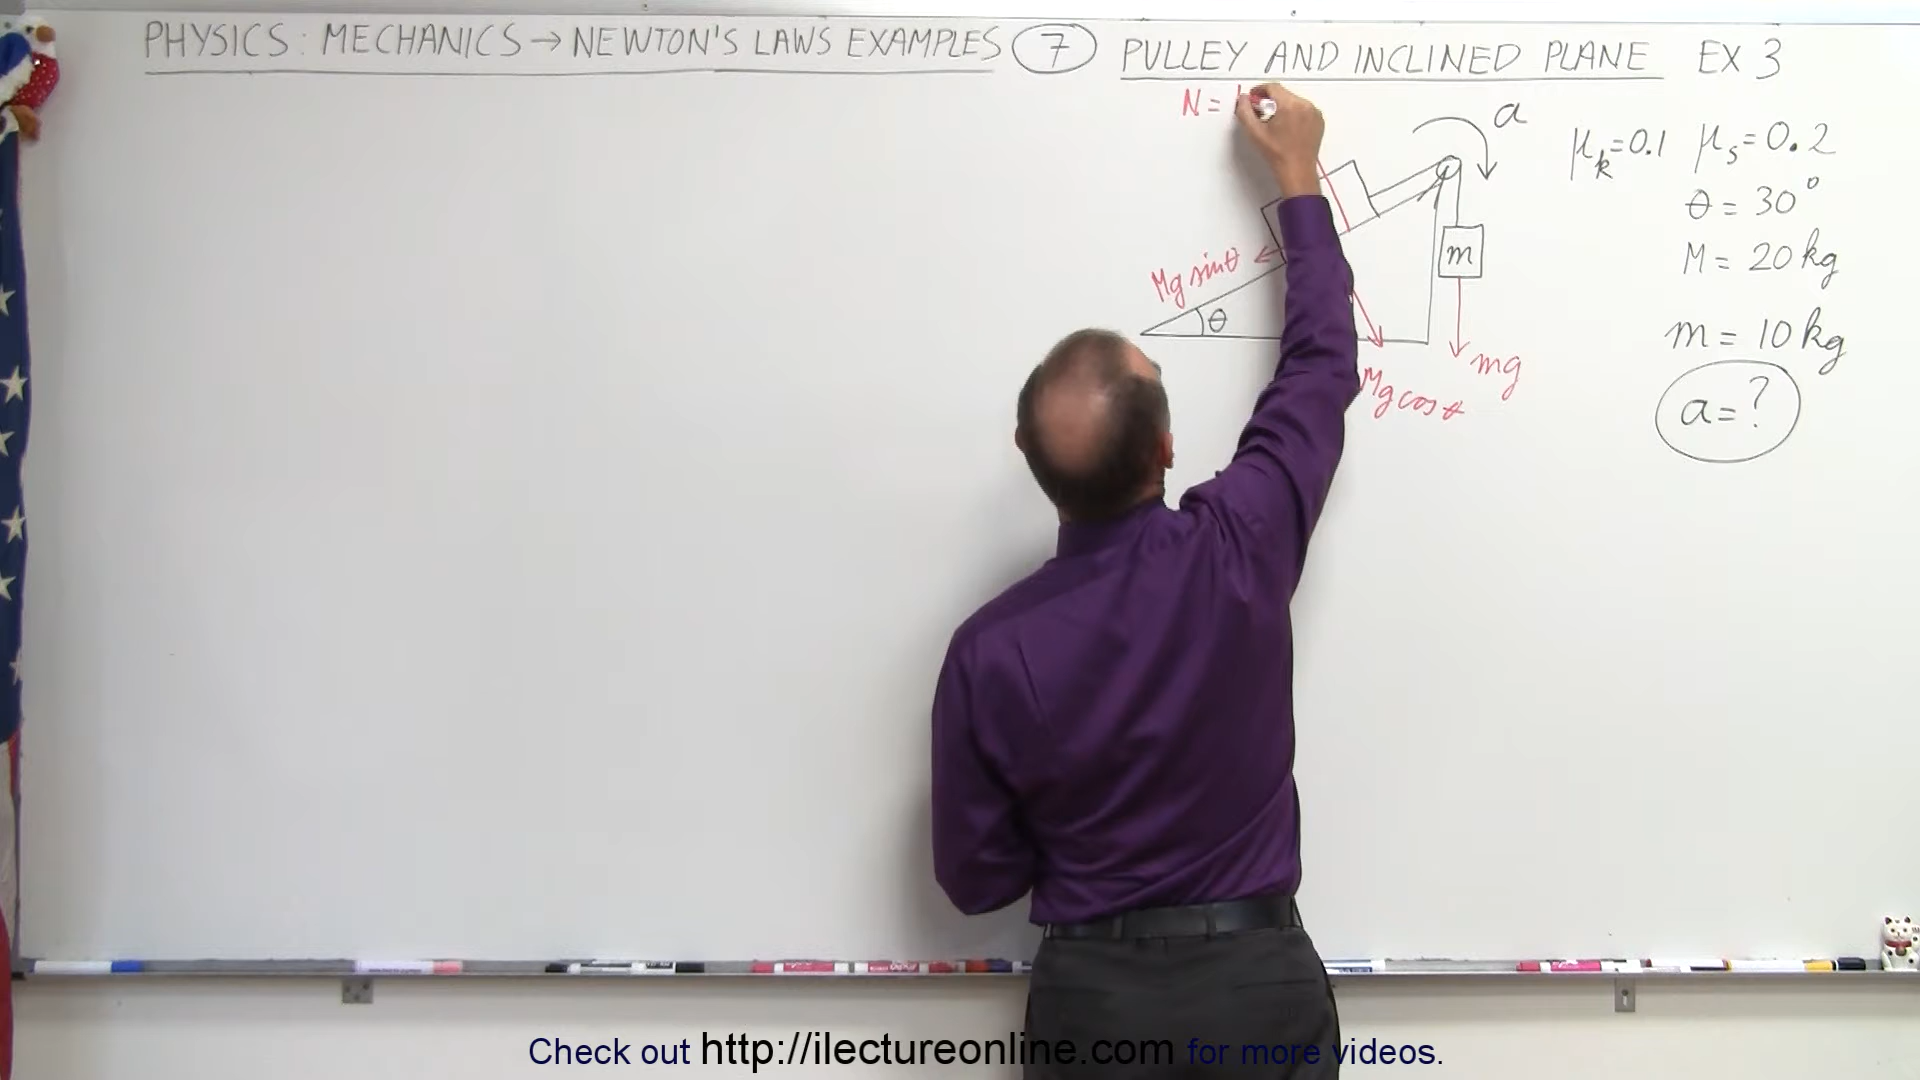 PHYSICS: MECHANICS → NEWTON'S LAWS EXAMPLES 7 PULLEY AND INCLINED PLANE EX 3
N =
a
μk=0.1 μs=0.2
θ = 30°
M = 20 kg
m = 10 kg
a = ?
Mg sinθ
m
θ
mg
Mg cosθ
Check out http://ilectureonline.com for more videos.